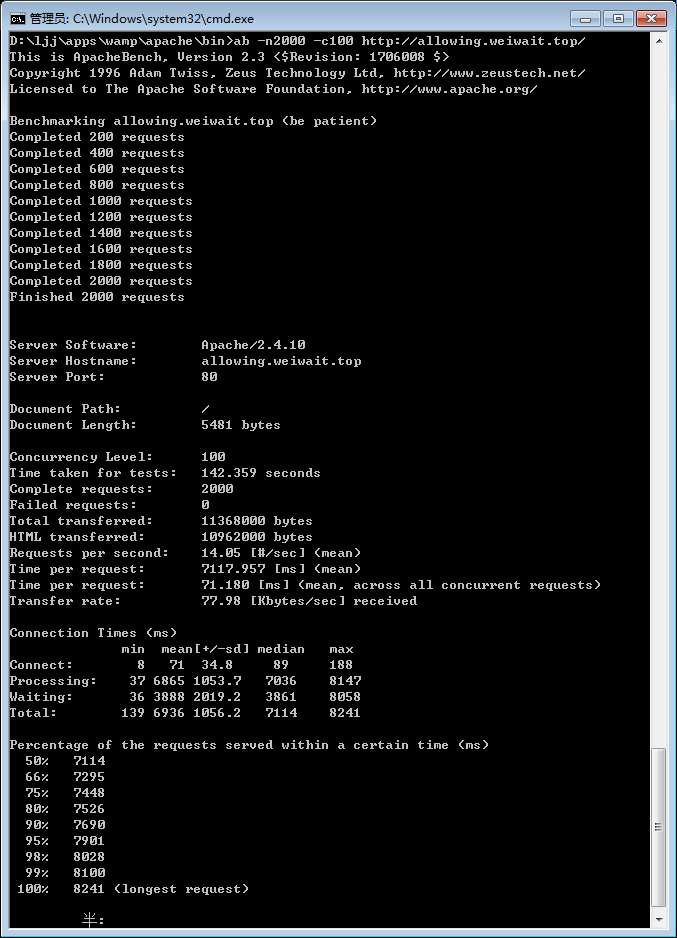 管理员: C:\Windows\system32\cmd.exe
D:\ljj\apps\wamp\apache\bin>ab -n2000 -c100 http://allowing.weiwait.top/
This is ApacheBench, Version 2.3 <$Revision: 1706008 $>
Copyright 1996 Adam Twiss, Zeus Technology Ltd, http://www.zeustech.net/
Licensed to The Apache Software Foundation, http://www.apache.org/
Benchmarking allowing.weiwait.top (be patient)
Completed 200 requests
Completed 400 requests
Completed 600 requests
Completed 800 requests
Completed 1000 requests
Completed 1200 requests
Completed 1400 requests
Completed 1600 requests
Completed 1800 requests
Completed 2000 requests
Finished 2000 requests
Server Software:        Apache/2.4.10
Server Hostname:        allowing.weiwait.top
Server Port:            80
Document Path:          /
Document Length:        5481 bytes
Concurrency Level:      100
Time taken for tests:   142.359 seconds
Complete requests:      2000
Failed requests:        0
Total transferred:      11368000 bytes
HTML transferred:       10962000 bytes
Requests per second:    14.05 [#/sec] (mean)
Time per request:       7117.957 [ms] (mean)
Time per request:       71.180 [ms] (mean, across all concurrent requests)
Transfer rate:          77.98 [Kbytes/sec] received
Connection Times (ms)
              min  mean[+/-sd] median   max
Connect:        8   71  34.8     89     188
Processing:    37 6865 1053.7   7036    8147
Waiting:       36 3888 2019.2   3861    8058
Total:        139 6936 1056.2   7114    8241
Percentage of the requests served within a certain time (ms)
  50%   7114
  66%   7295
  75%   7448
  80%   7526
  90%   7690
  95%   7901
  98%   8028
  99%   8100
 100%   8241 (longest request)
半: